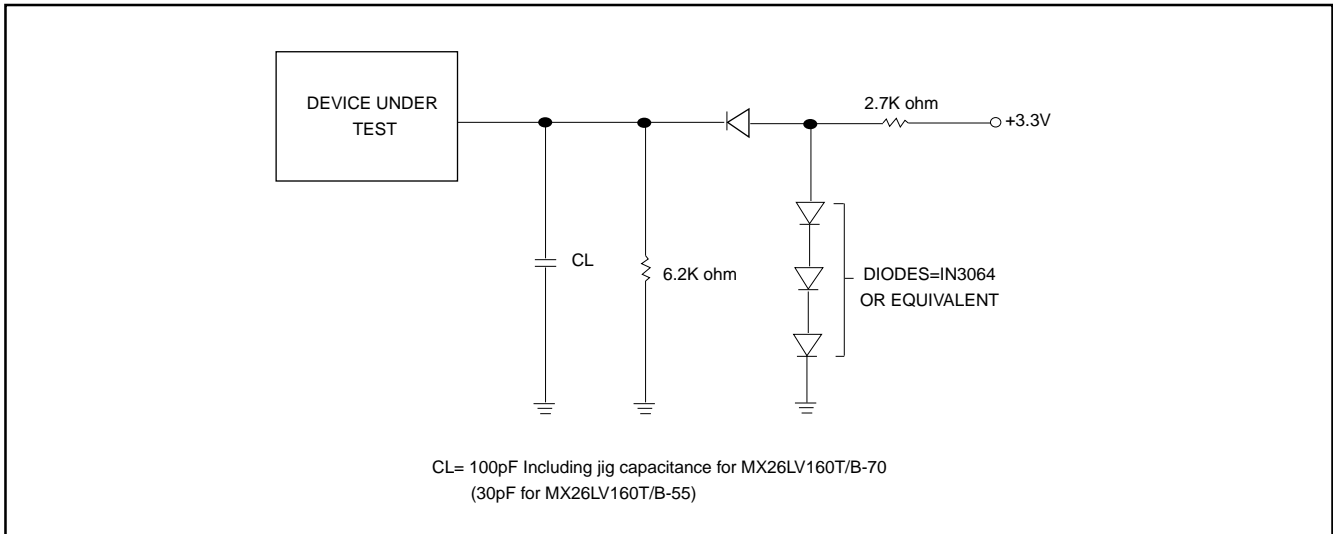 DEVICE UNDER
TEST
2.7K ohm
+3.3V
CL
6.2K ohm
DIODES=IN3064
OR EQUIVALENT
CL= 100pF Including jig capacitance for MX26LV160T/B-70
(30pF for MX26LV160T/B-55)